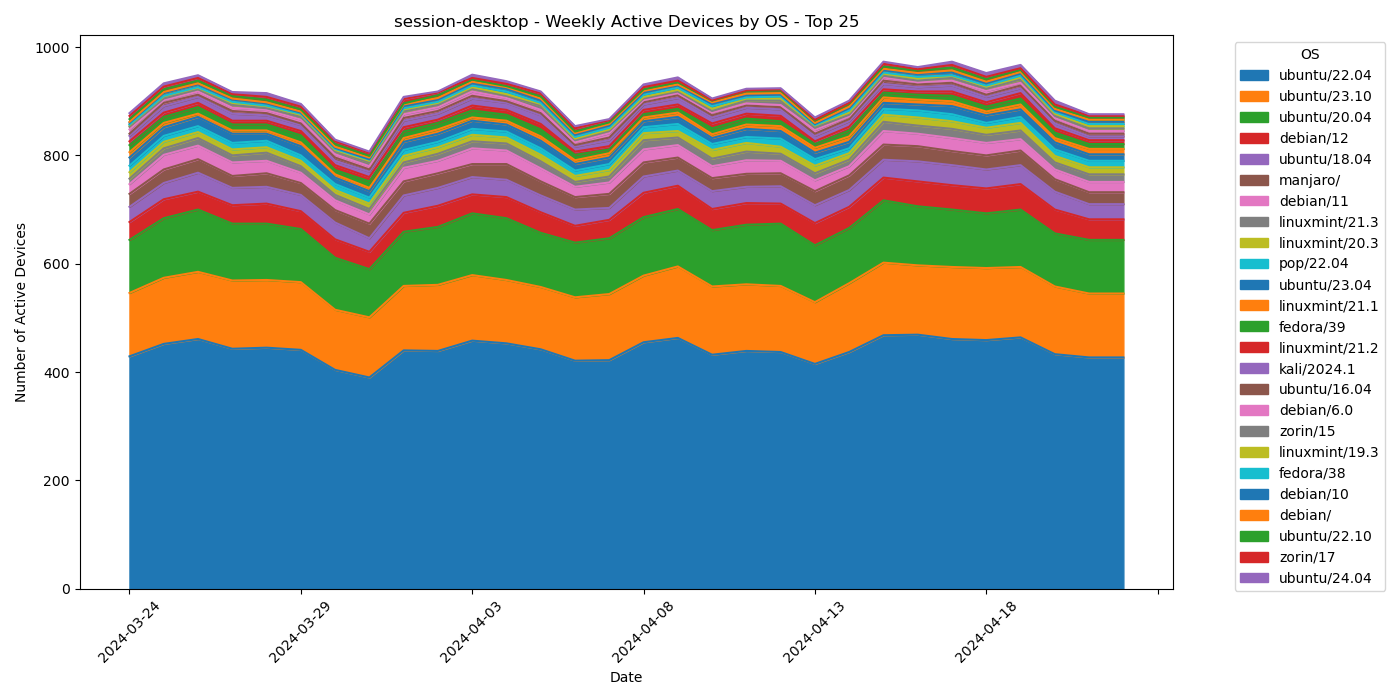 session-desktop - Weekly Active Devices by OS - Top 25
1000
800
600
400
200
0
Number of Active Devices
2024-03-24
2024-03-29
2024-04-03
2024-04-08
2024-04-13
2024-04-18
Date
OS
ubuntu/22.04
ubuntu/23.10
ubuntu/20.04
debian/12
ubuntu/18.04
manjaro/
debian/11
linuxmint/21.3
linuxmint/20.3
pop/22.04
ubuntu/23.04
linuxmint/21.1
fedora/39
linuxmint/21.2
kali/2024.1
ubuntu/16.04
debian/6.0
zorin/15
linuxmint/19.3
fedora/38
debian/10
debian/
ubuntu/22.10
zorin/17
ubuntu/24.04